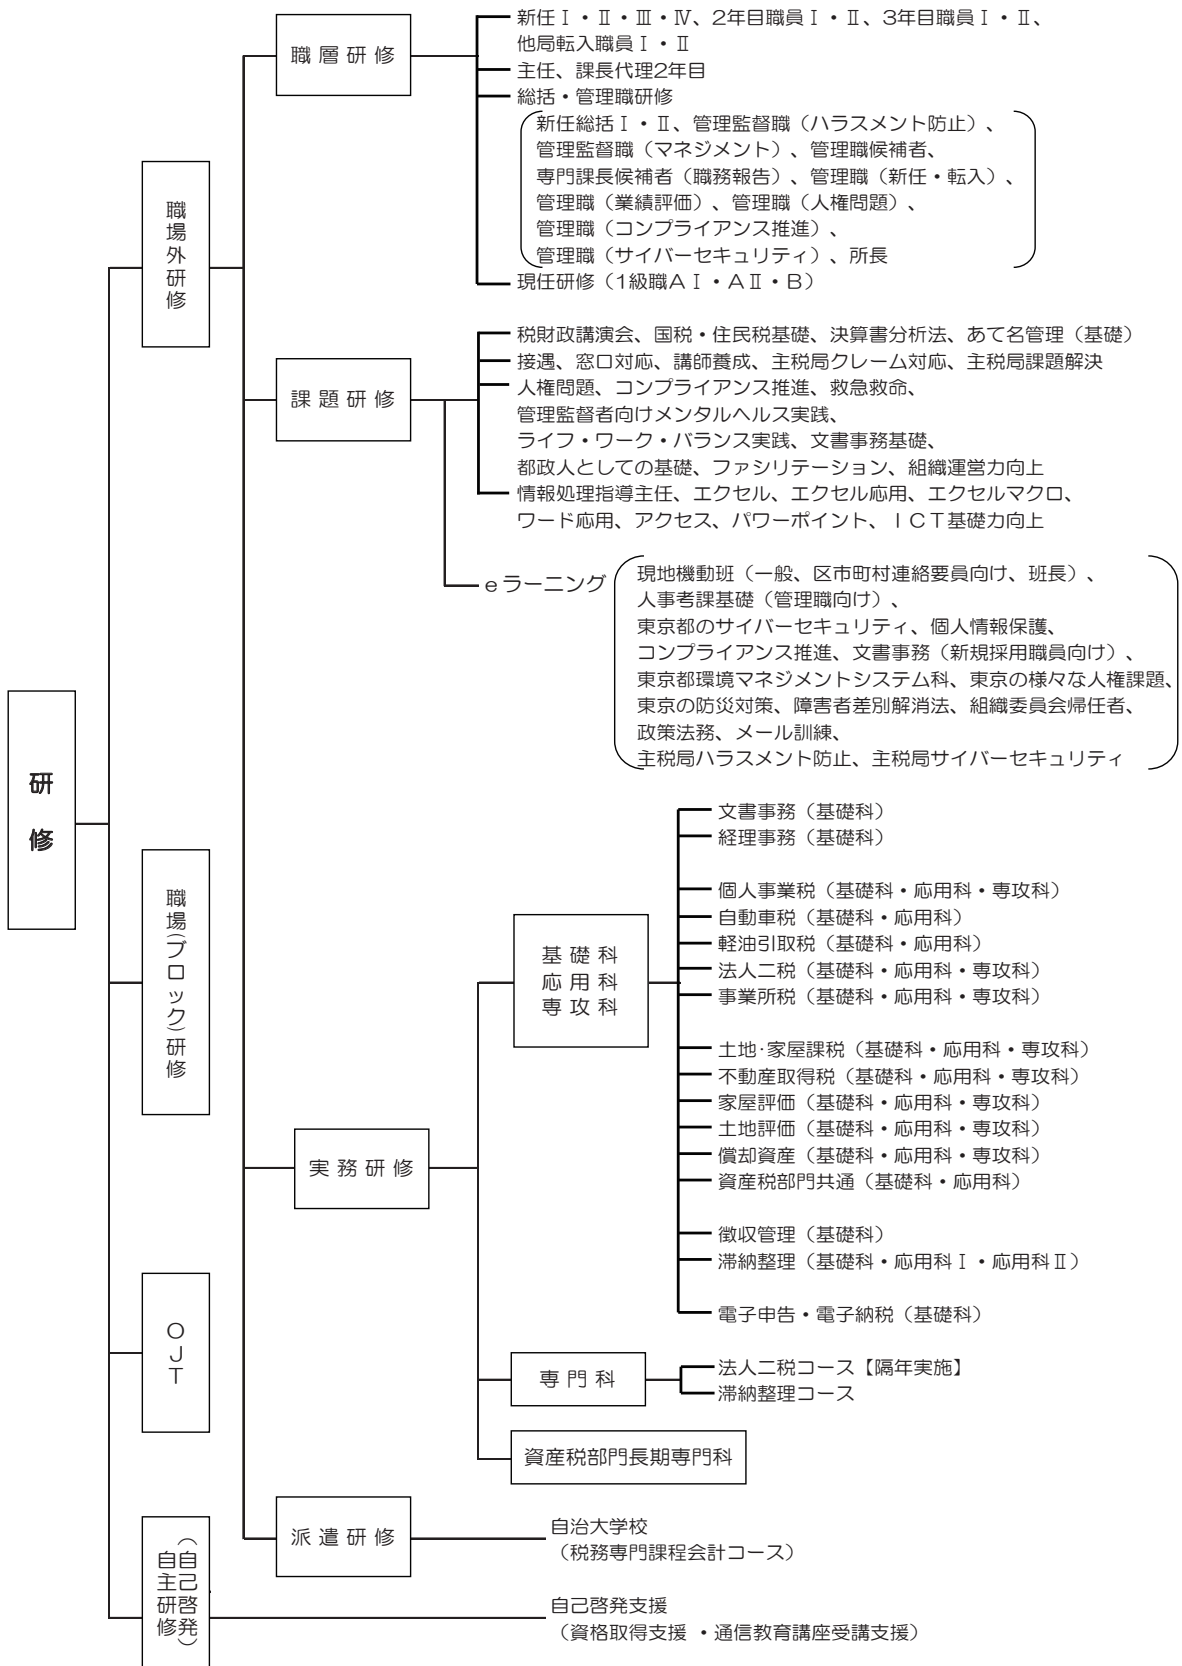 研修
職場外研修
職層研修
新任Ⅰ・Ⅱ・Ⅲ・Ⅳ、2年目職員Ⅰ・Ⅱ、3年目職員Ⅰ・Ⅱ、
他局転入職員Ⅰ・Ⅱ
主任、課長代理2年目
総括・管理職研修
新任総括Ⅰ・Ⅱ、管理監督職（ハラスメント防止）、
管理監督職（マネジメント）、管理職候補者、
専門課長候補者（職務報告）、管理職（新任・転入）、
管理職（業績評価）、管理職（人権問題）、
管理職（コンプライアンス推進）、
管理職（サイバーセキュリティ）、所長
現任研修（1級職AⅠ・AⅡ・B）
課題研修
税財政講演会、国税・住民税基礎、決算書分析法、あて名管理（基礎）
接遇、窓口対応、講師養成、主税局クレーム対応、主税局課題解決
人権問題、コンプライアンス推進、救急救命、
管理監督者向けメンタルヘルス実践、
ライフ・ワーク・バランス実践、文書事務基礎、
都政人としての基礎、ファシリテーション、組織運営力向上
情報処理指導主任、エクセル、エクセル応用、エクセルマクロ、
ワード応用、アクセス、パワーポイント、ＩＣＴ基礎力向上
eラーニング
現地機動班（一般、区市町村連絡要員向け、班長）、
人事考課基礎（管理職向け）、
東京都のサイバーセキュリティ、個人情報保護、
コンプライアンス推進、文書事務（新規採用職員向け）、
東京都環境マネジメントシステム科、東京の様々な人権課題、
東京の防災対策、障害者差別解消法、組織委員会帰任者、
政策法務、メール訓練、
主税局ハラスメント防止、主税局サイバーセキュリティ
実務研修
基礎科
応用科
専攻科
文書事務（基礎科）
経理事務（基礎科）
個人事業税（基礎科・応用科・専攻科）
自動車税（基礎科・応用科）
軽油引取税（基礎科・応用科）
法人二税（基礎科・応用科・専攻科）
事業所税（基礎科・応用科・専攻科）
土地・家屋課税（基礎科・応用科・専攻科）
不動産取得税（基礎科・応用科・専攻科）
家屋評価（基礎科・応用科・専攻科）
土地評価（基礎科・応用科・専攻科）
償却資産（基礎科・応用科・専攻科）
資産税部門共通（基礎科・応用科）
徴収管理（基礎科）
滞納整理（基礎科・応用科Ⅰ・応用科Ⅱ）
電子申告・電子納税（基礎科）
専門科
法人二税コース【隔年実施】
滞納整理コース
資産税部門長期専門科
派遣研修
自治大学校
（税務専門課程会計コース）
職場（ブロック）研修
OJT
自主研修
（自己啓発）
自己啓発支援
（資格取得支援 ・通信教育講座受講支援）